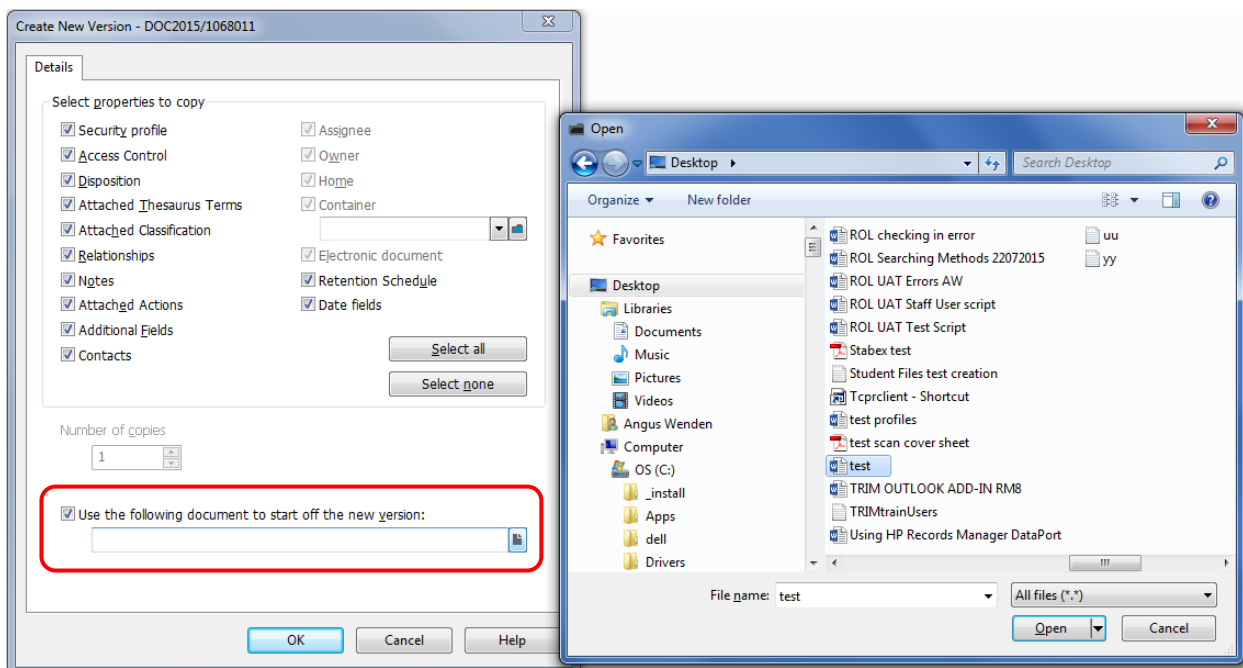 Create New Version - DOC2015/1068011
Details
Select properties to copy
Security profile
Access Control
Disposition
Attached Thesaurus Terms
Attached Classification
Relationships
Notes
Attached Actions
Additional Fields
Contacts
Assignee
Owner
Home
Container
Electronic document
Retention Schedule
Date fields
Select all
Select none
Number of copies
1
Use the following document to start off the new version:
OK Cancel Help
Open
Desktop
Search Desktop
Organize New folder
Favorites
Desktop
Libraries
Documents
Music
Pictures
Videos
Angus Wenden
Computer
OS (C:)
_install
Apps
dell
Drivers
ROL checking in error
ROL Searching Methods 22072015
ROL UAT Errors AW
ROL UAT Staff User script
ROL UAT Test Script
Stabex test
Student Files test creation
Tcprclient - Shortcut
test profiles
test scan cover sheet
test
TRIM OUTLOOK ADD-IN RM8
TRIMtrainUsers
Using HP Records Manager DataPort
uu
yy
File name: test
All files (*.*)
Open Cancel